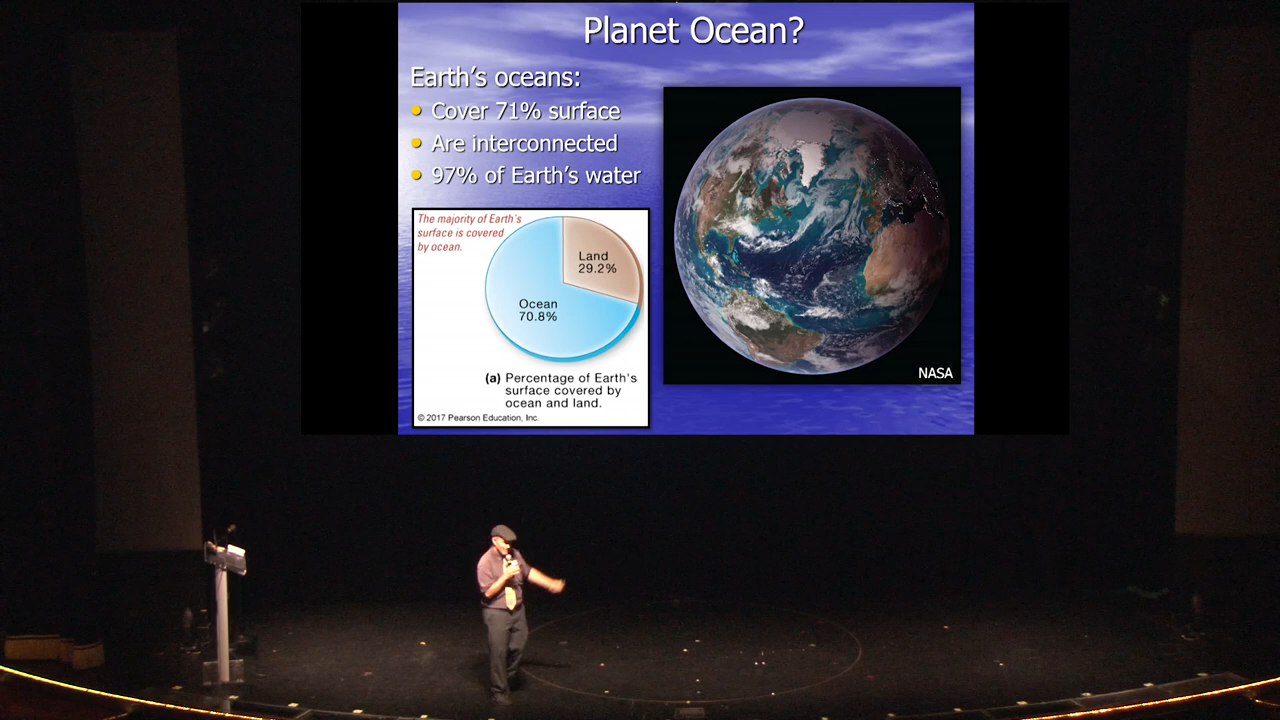 Planet Ocean?
Earth's oceans:
• Cover 71% surface
• Are interconnected
• 97% of Earth's water
The majority of Earth's
surface is covered
by ocean.
Land
29.2%
Ocean
70.8%
(a) Percentage of Earth's
surface covered by
ocean and land.
© 2017 Pearson Education, Inc.
NASA